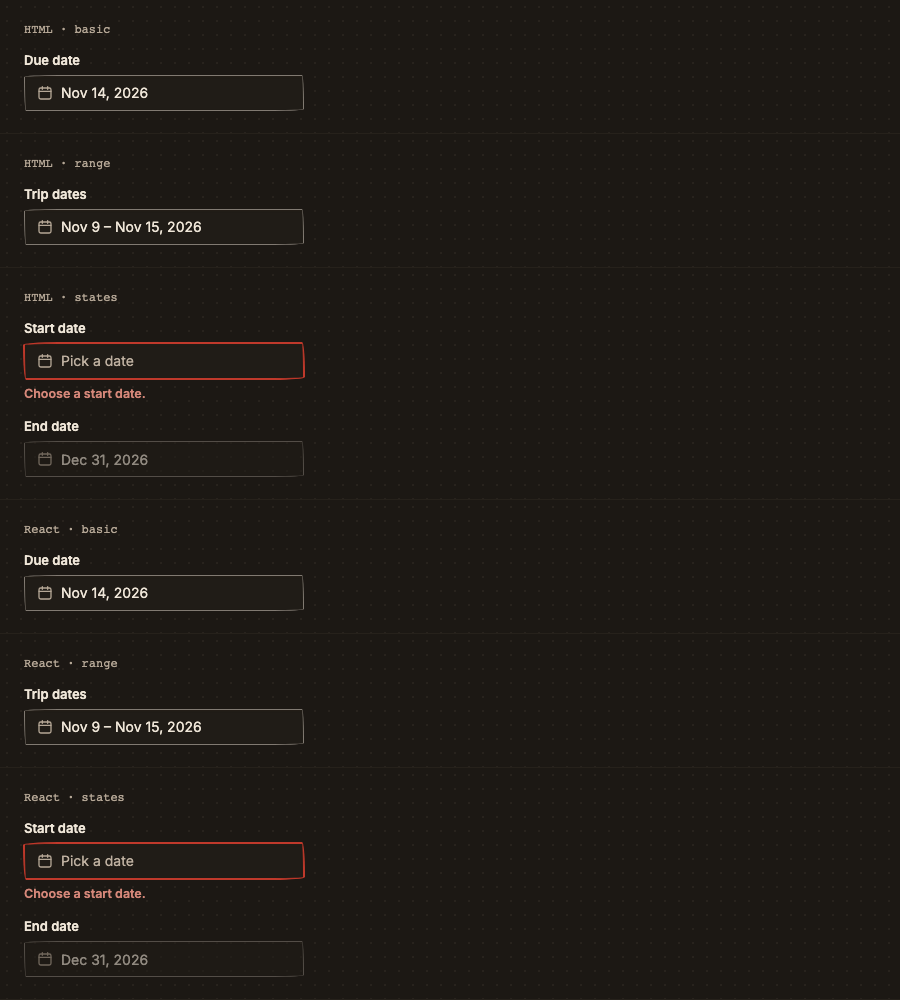 HTML · basic
Due date
Nov 14, 2026
HTML · range
Trip dates
Nov 9 – Nov 15, 2026
HTML · states
Start date
Pick a date
Choose a start date.
End date
Dec 31, 2026
React · basic
Due date
Nov 14, 2026
React · range
Trip dates
Nov 9 – Nov 15, 2026
React · states
Start date
Pick a date
Choose a start date.
End date
Dec 31, 2026